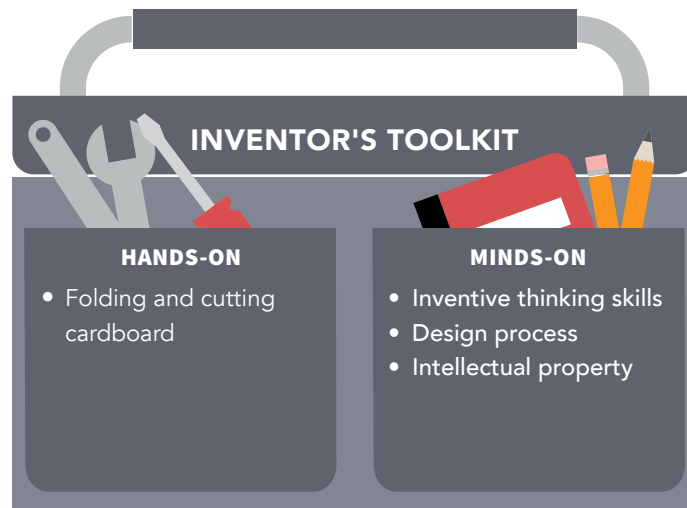 INVENTOR'S TOOLKIT
HANDS-ON
• Folding and cutting
cardboard
MINDS-ON
• Inventive thinking skills
• Design process
• Intellectual property